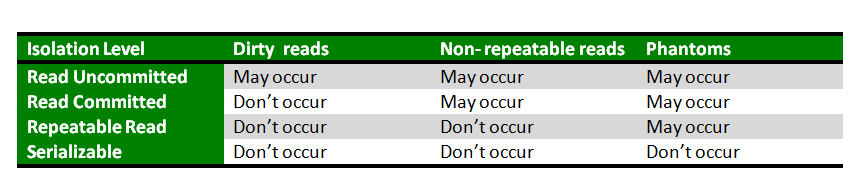 Isolation Level Dirty reads Non- repeatable reads Phantoms
Read Uncommitted May occur May occur May occur
Read Committed Don’t occur May occur May occur
Repeatable Read Don’t occur Don’t occur May occur
Serializable Don’t occur Don’t occur Don’t occur